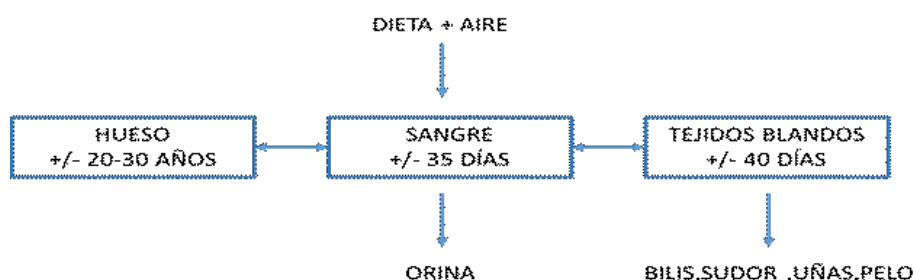 DIETA + AIRE
HUESO
+/- 20-30 AÑOS
SANGRE
+/- 35 DÍAS
TEJIDOS BLANDOS
+/- 40 DÍAS
ORINA
BILIS,SUDOR ,UÑAS,PELO